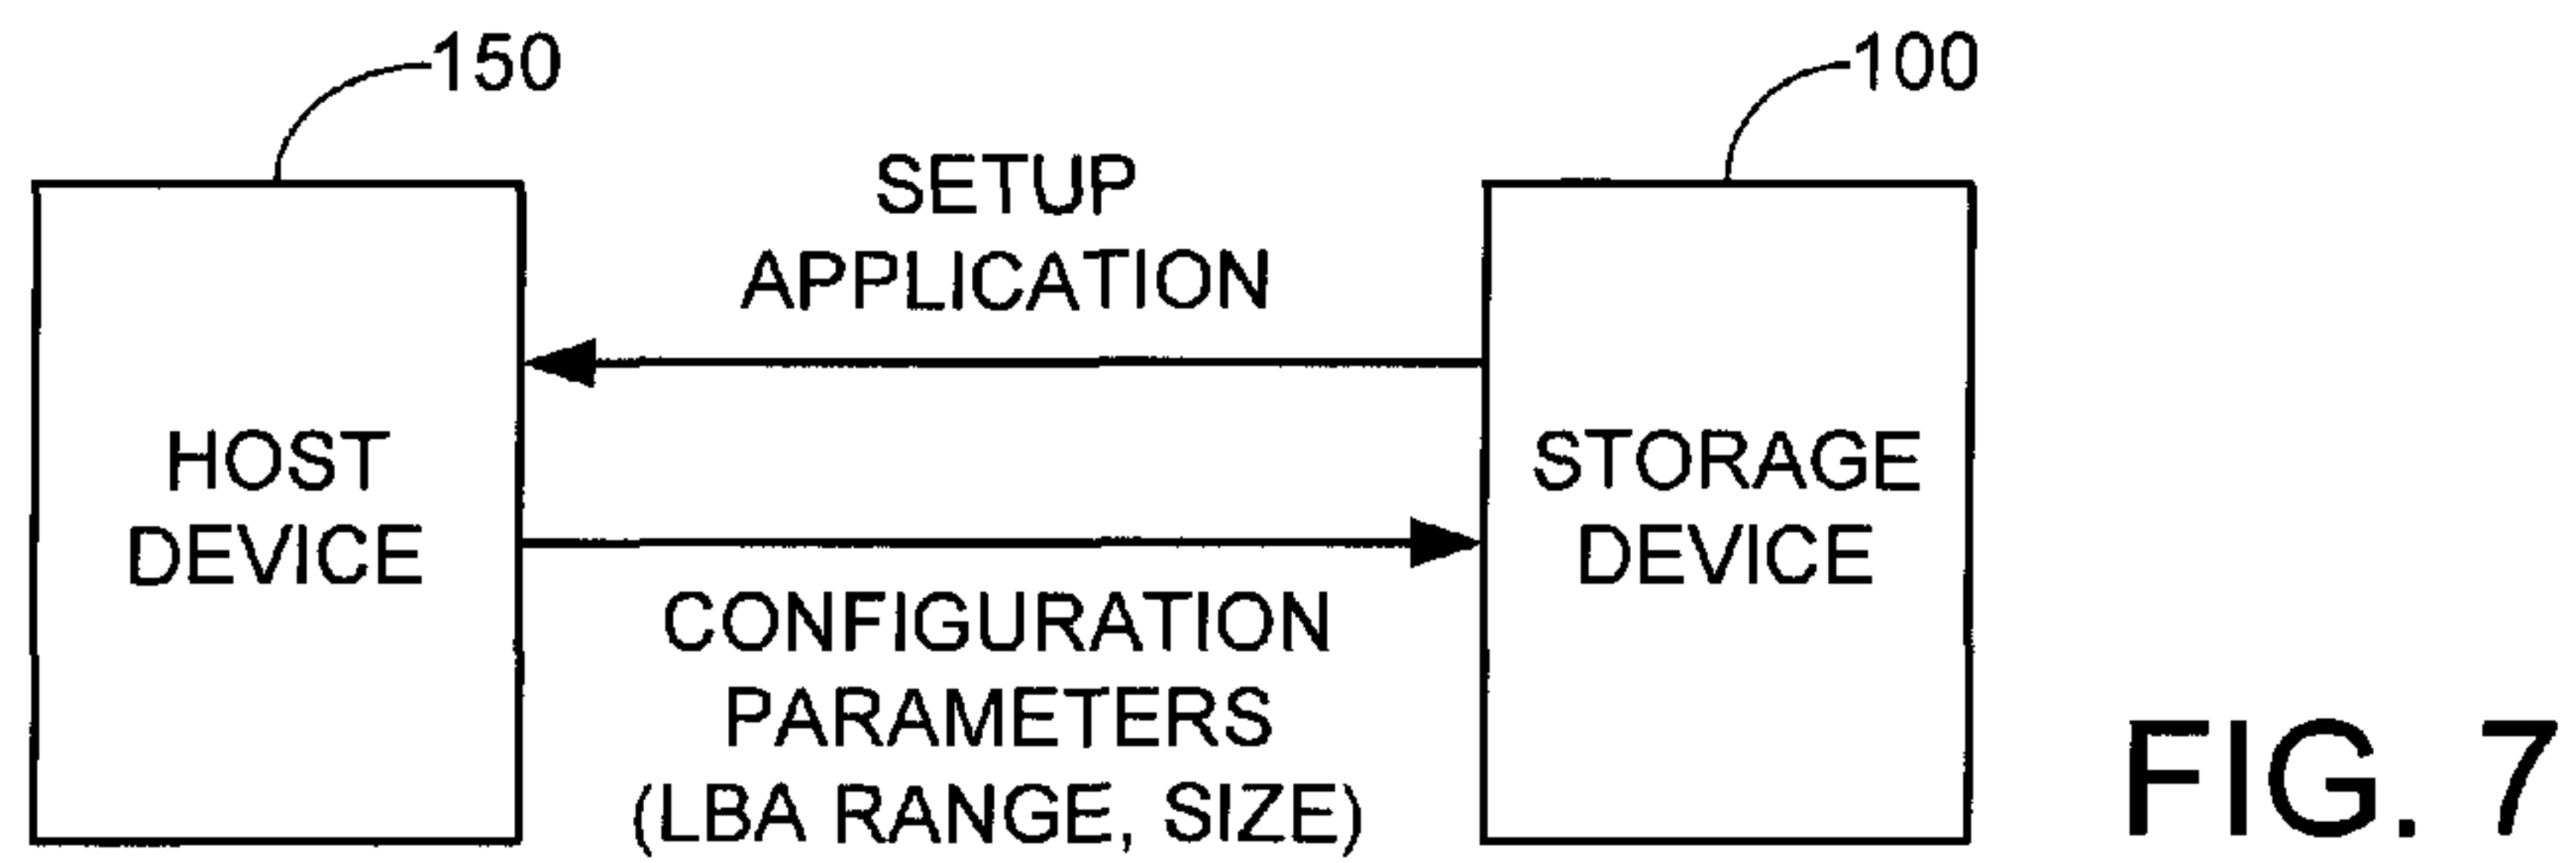 150
100
SETUP
APPLICATION
HOST
DEVICE
STORAGE
DEVICE
CONFIGURATION
PARAMETERS
(LBA RANGE, SIZE)
FIG. 7